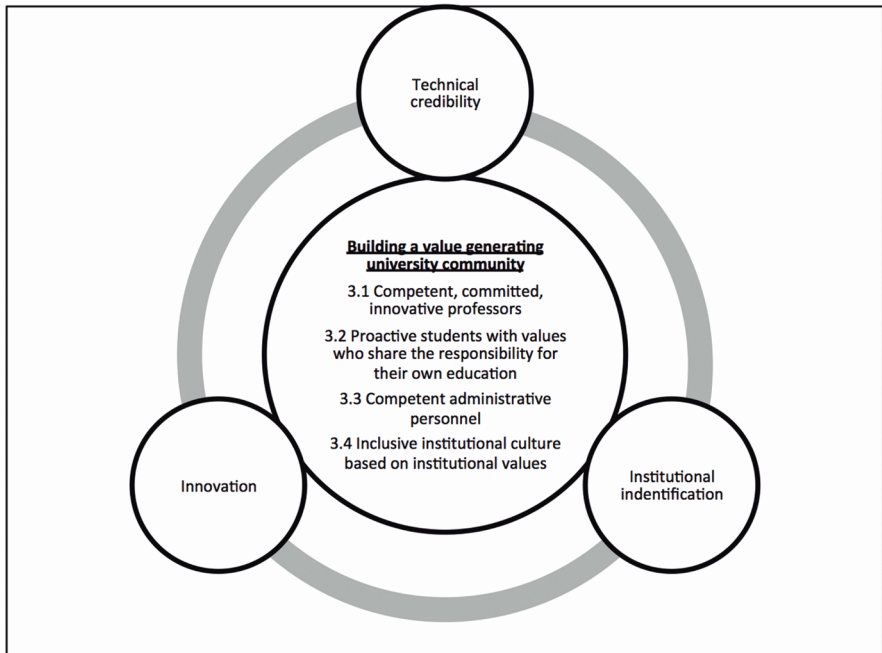 Technical
credibility
Building a value generating
university community
3.1 Competent, committed,
innovative professors
3.2 Proactive students with values
who share the responsibility for
their own education
3.3 Competent administrative
personnel
3.4 Inclusive institutional culture
based on institutional values
Innovation
Institutional
indentification